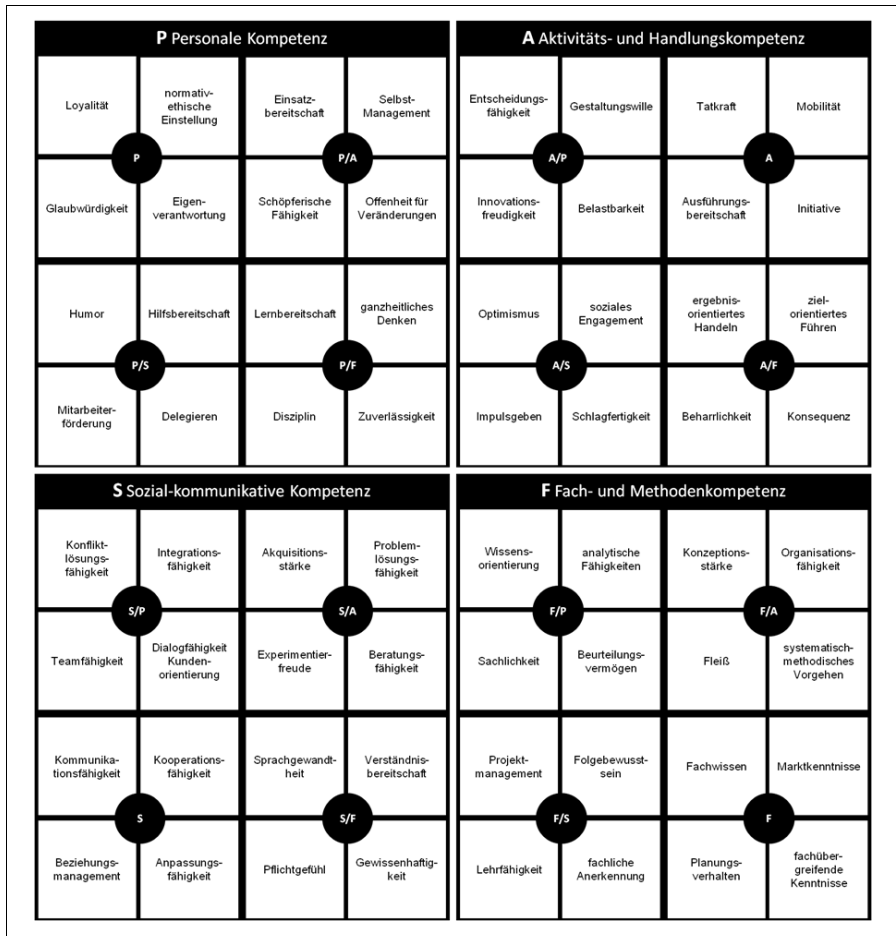 P Personale Kompetenz
Loyalität
normativ-
ethische
Einstellung
Einsatz-
bereitschaft
Selbst-
Management
P
P/A
Glaubwürdigkeit
Eigen-
verantwortung
Schöpferische
Fähigkeit
Offenheit für
Veränderungen
Humor
Hilfsbereitschaft
Lernbereitschaft
ganzheitliches
Denken
P/S
P/F
Mitarbeiter-
förderung
Delegieren
Disziplin
Zuverlässigkeit
A Aktivitäts- und Handlungskompetenz
Entscheidungs-
fähigkeit
Gestaltungswille
Tatkraft
Mobilität
A/P
A
Innovations-
freudigkeit
Belastbarkeit
Ausführungs-
bereitschaft
Initiative
Optimismus
soziales
Engagement
ergebnis-
orientiertes
Handeln
ziel-
orientiertes
Führen
A/S
A/F
Impulsgeben
Schlagfertigkeit
Beharrlichkeit
Konsequenz
S Sozial-kommunikative Kompetenz
Konflikt-
lösungs-
fähigkeit
Integrations-
fähigkeit
Akquisitions-
stärke
Problem-
lösungs-
fähigkeit
S/P
S/A
Teamfähigkeit
Dialogfähigkeit
Kunden-
orientierung
Experimentier-
freude
Beratungs-
fähigkeit
Kommunika-
tionsfähigkeit
Kooperations-
fähigkeit
Sprachgewandt-
heit
Verständnis-
bereitschaft
S
S/F
Beziehungs-
management
Anpassungs-
fähigkeit
Pflichtgefühl
Gewissenhaftig-
keit
F Fach- und Methodenkompetenz
Wissens-
orientierung
analytische
Fähigkeiten
Konzeptions-
stärke
Organisations-
fähigkeit
F/P
F/A
Sachlichkeit
Beurteilungs-
vermögen
Fleiß
systematisch-
methodisches
Vorgehen
Projekt-
management
Folgebewusst-
sein
Fachwissen
Marktkenntnisse
F/S
F
Lehrfähigkeit
fachliche
Anerkennung
Planungs-
verhalten
fachüber-
greifende
Kenntnisse